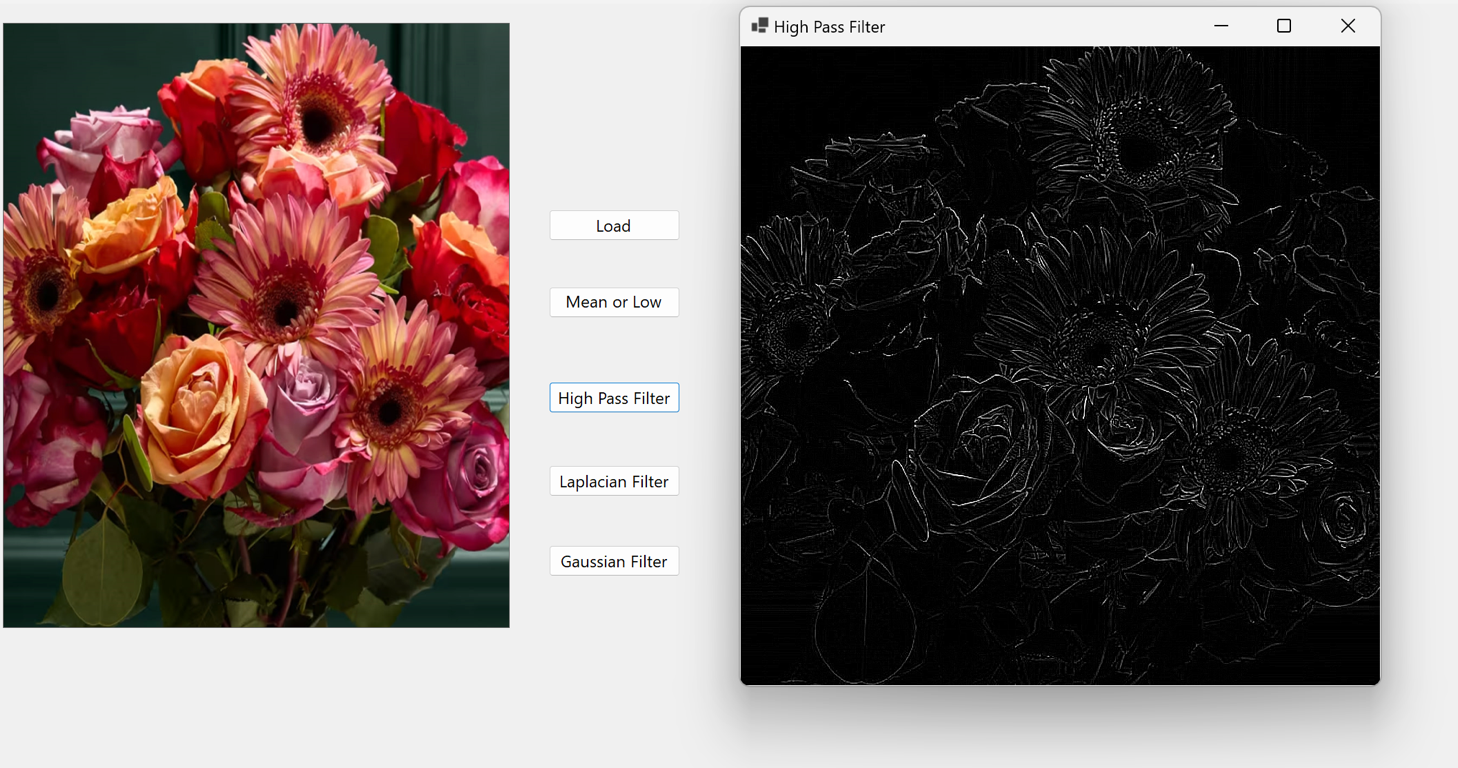 High Pass Filter
Load
Mean or Low
High Pass Filter
Laplacian Filter
Gaussian Filter